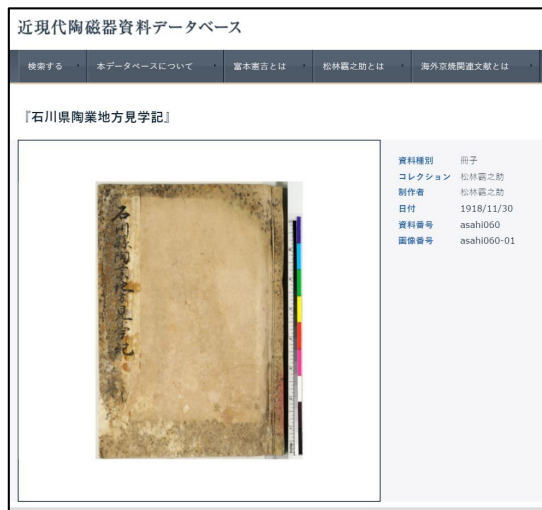 近現代陶磁器資料データベース
検索する
本データベースについて
富本憲吉とは
松林靏之助とは
海外京焼関連文献とは
『石川県陶業地方見学記』
資料種別 冊子
コレクション 松林靏之助
制作者 松林靏之助
日付 1918/11/30
資料番号 asahi060
画像番号 asahi060-01
石川縣陶業地方見学記